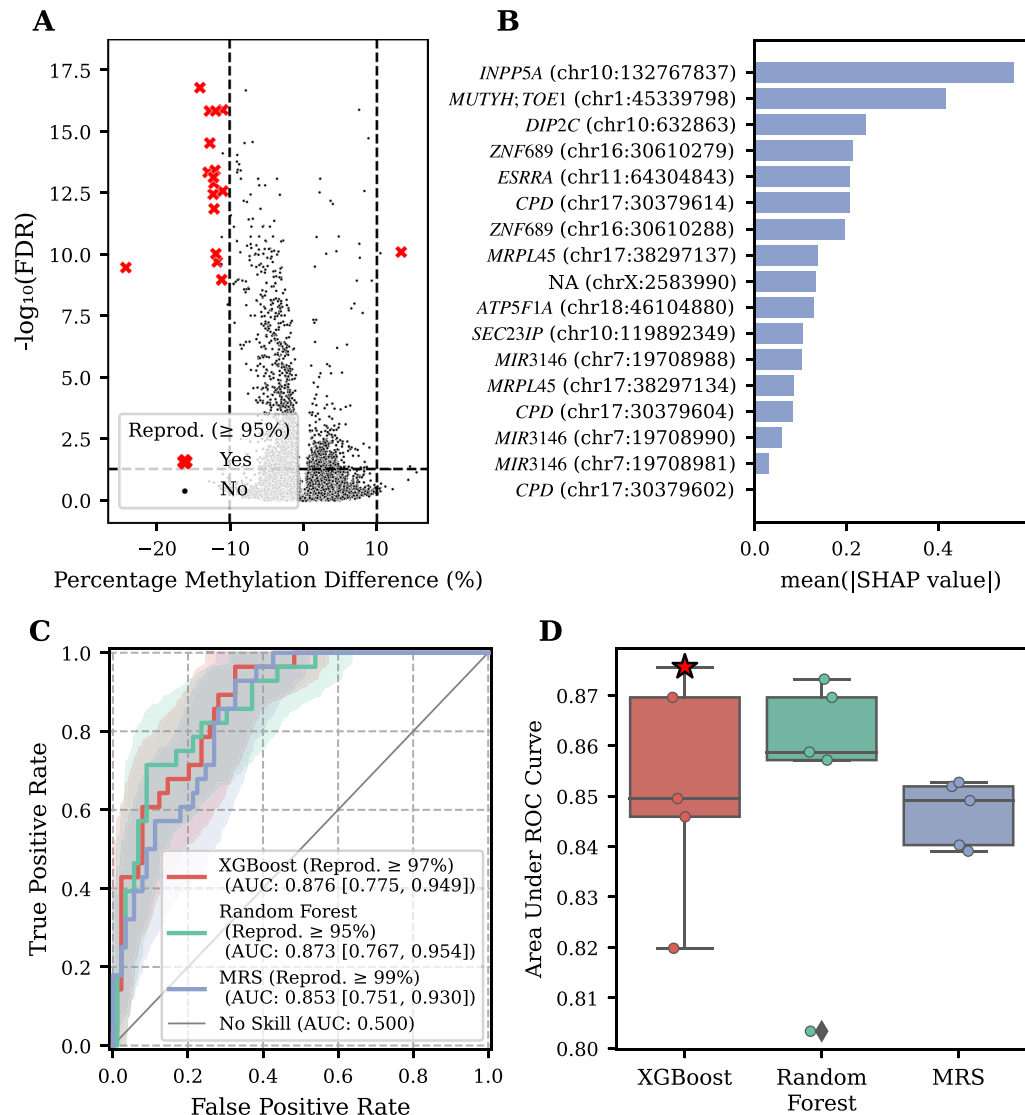 A
17.5
15.0
12.5
10.0
7.5
5.0
2.5
0.0
-log₁₀(FDR)
Reprod. (≥ 95%)
Yes
No
−20
−10
0
10
Percentage Methylation Difference (%)
B
INPP5A (chr10:132767837)
MUTYH;TOE1 (chr1:45339798)
DIP2C (chr10:632863)
ZNF689 (chr16:30610279)
ESRRA (chr11:64304843)
CPD (chr17:30379614)
ZNF689 (chr16:30610288)
MRPL45 (chr17:38297137)
NA (chrX:2583990)
ATP5F1A (chr18:46104880)
SEC23IP (chr10:119892349)
MIR3146 (chr7:19708988)
MRPL45 (chr17:38297134)
CPD (chr17:30379604)
MIR3146 (chr7:19708990)
MIR3146 (chr7:19708981)
CPD (chr17:30379602)
0.0
0.2
0.4
mean(|SHAP value|)
C
1.0
0.8
0.6
0.4
0.2
0.0
True Positive Rate
XGBoost (Reprod. ≥ 97%)
(AUC: 0.876 [0.775, 0.949])
Random Forest
(Reprod. ≥ 95%)
(AUC: 0.873 [0.767, 0.954])
MRS (Reprod. ≥ 99%)
(AUC: 0.853 [0.751, 0.930])
No Skill (AUC: 0.500)
0.0
0.2
0.4
0.6
0.8
1.0
False Positive Rate
D
0.87
0.86
0.85
0.84
0.83
0.82
0.81
0.80
Area Under ROC Curve
XGBoost
Random
Forest
MRS